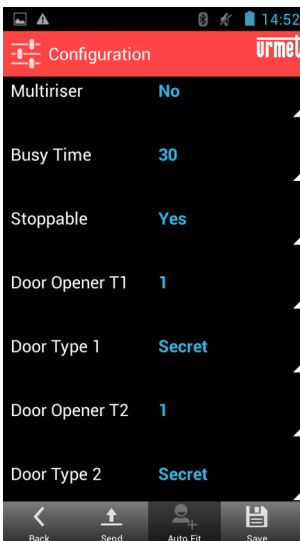 14:52
Configuration
urmet
Multiriser No
Busy Time 30
Stoppable Yes
Door Opener T1 1
Door Type 1 Secret
Door Opener T2 1
Door Type 2 Secret
Back Send Auto Fit Save